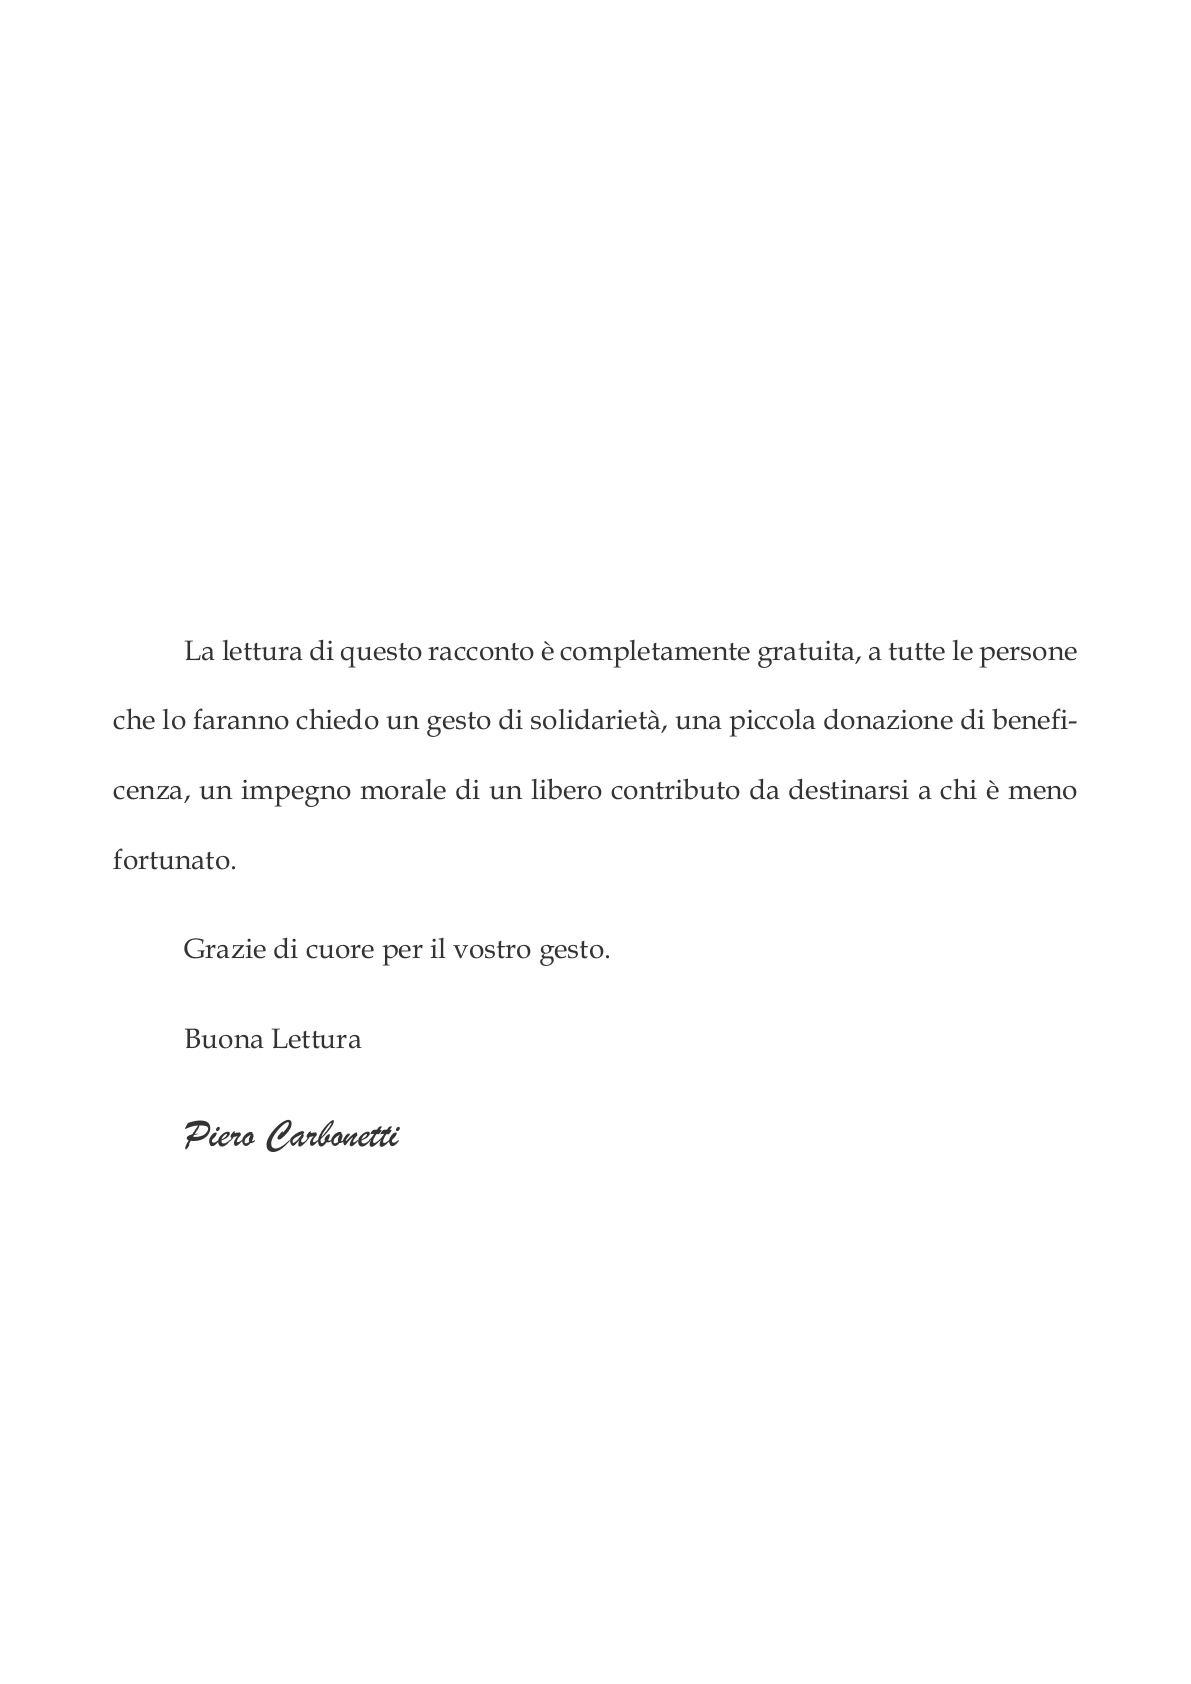 La lettura di questo racconto è completamente gratuita, a tutte le persone
che lo faranno chiedo un gesto di solidarietà, una piccola donazione di benefi-
cenza, un impegno morale di un libero contributo da destinarsi a chi è meno
fortunato.
Grazie di cuore per il vostro gesto.
Buona Lettura
Piero Carbonetti